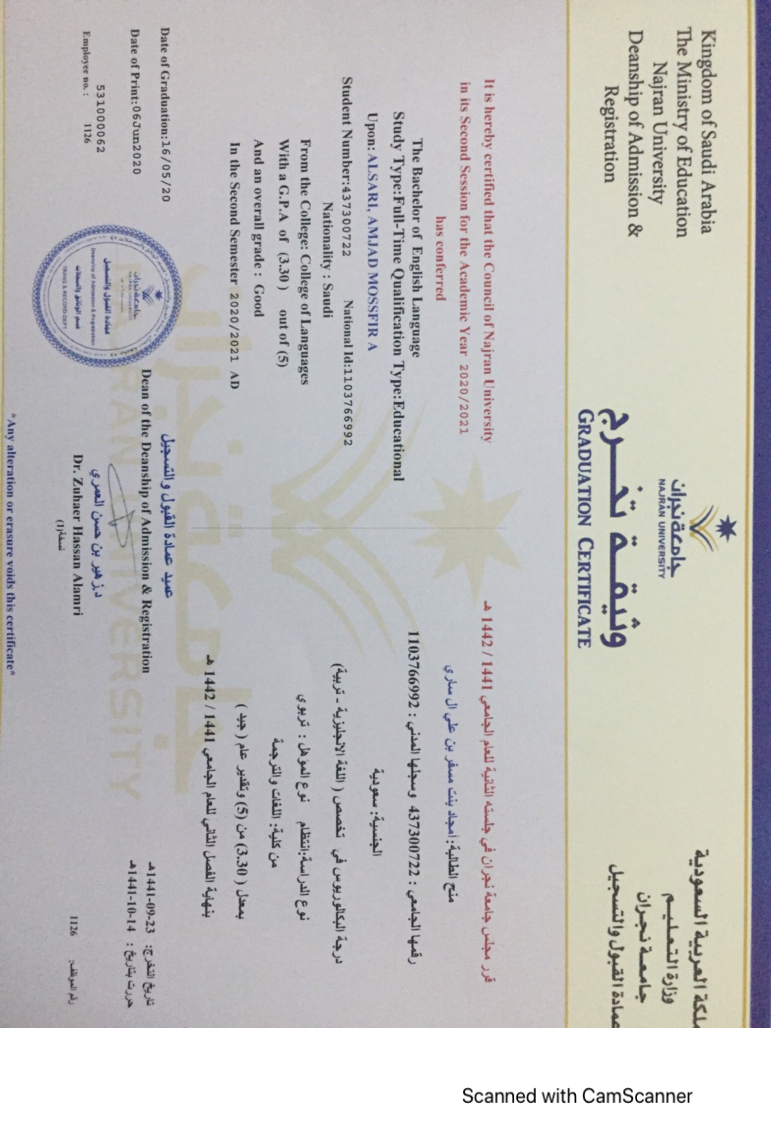 Kingdom of Saudi Arabia
The Ministry of Education
Najran University
Deanship of Admission &
Registration
جامعة نجران
NAJRAN UNIVERSITY
وثيقة تخرج
GRADUATION CERTIFICATE
ملكة العربية السعودية
وزارة التعليم
جامعة نجران
عمادة القبول والتسجيل
It is hereby certified that the Council of Najran University
in its Second Session for the Academic Year 2020/2021
has conferred
The Bachelor of English Language
Study Type:Full-Time Qualification Type:Educational
Upon: ALSARI, AMJAD MOSSFIR A
Student Number:437300722 National Id:1103766992
Nationality : Saudi
From the College: College of Languages
With a G.P.A of (3.30 ) out of (5)
And an overall grade : Good
In the Second Semester 2020/2021 AD
قرر مجلس جامعة نجران في جلسته الثانية للعام الجامعي 1441 / 1442 هـ
منح الطالبة: امجاد بنت مسفر بن علي ال ساري
رقمها الجامعي : 437300722 وسجلها المدني : 1103766992
الجنسية: سعودية
درجة البكالوريوس في تخصص ( اللغة الانجليزية - تربية)
نوع الدراسة:انتظام نوع المؤهل : تربوي
من كلية: اللغات والترجمة
بمعدل ( 3.30) من (5) وتقدير عام ( جيد )
بنهاية الفصل الثاني للعام الجامعي 1441 / 1442 هـ
Date of Graduation:16/05/20
Date of Print:06Jun2020
531000062
Employee no. : 1126
جامعة نجران
عمادة القبول والتسجيل
Deanship of Admission & Registration
قسم الوثائق والسجلات
عميد عمادة القبول والتسجيل
Dean of the Deanship of Admission & Registration
د.زهير بن حسن العمري
Dr. Zuhaer Hassan Alamri
نسخة(1)
تاريخ التخرج: 23-09-1441هـ
حررت بتاريخ : 14-10-1441هـ
رقم الموظف: 1126
*Any alteration or erasure voids this certificate*
Scanned with CamScanner